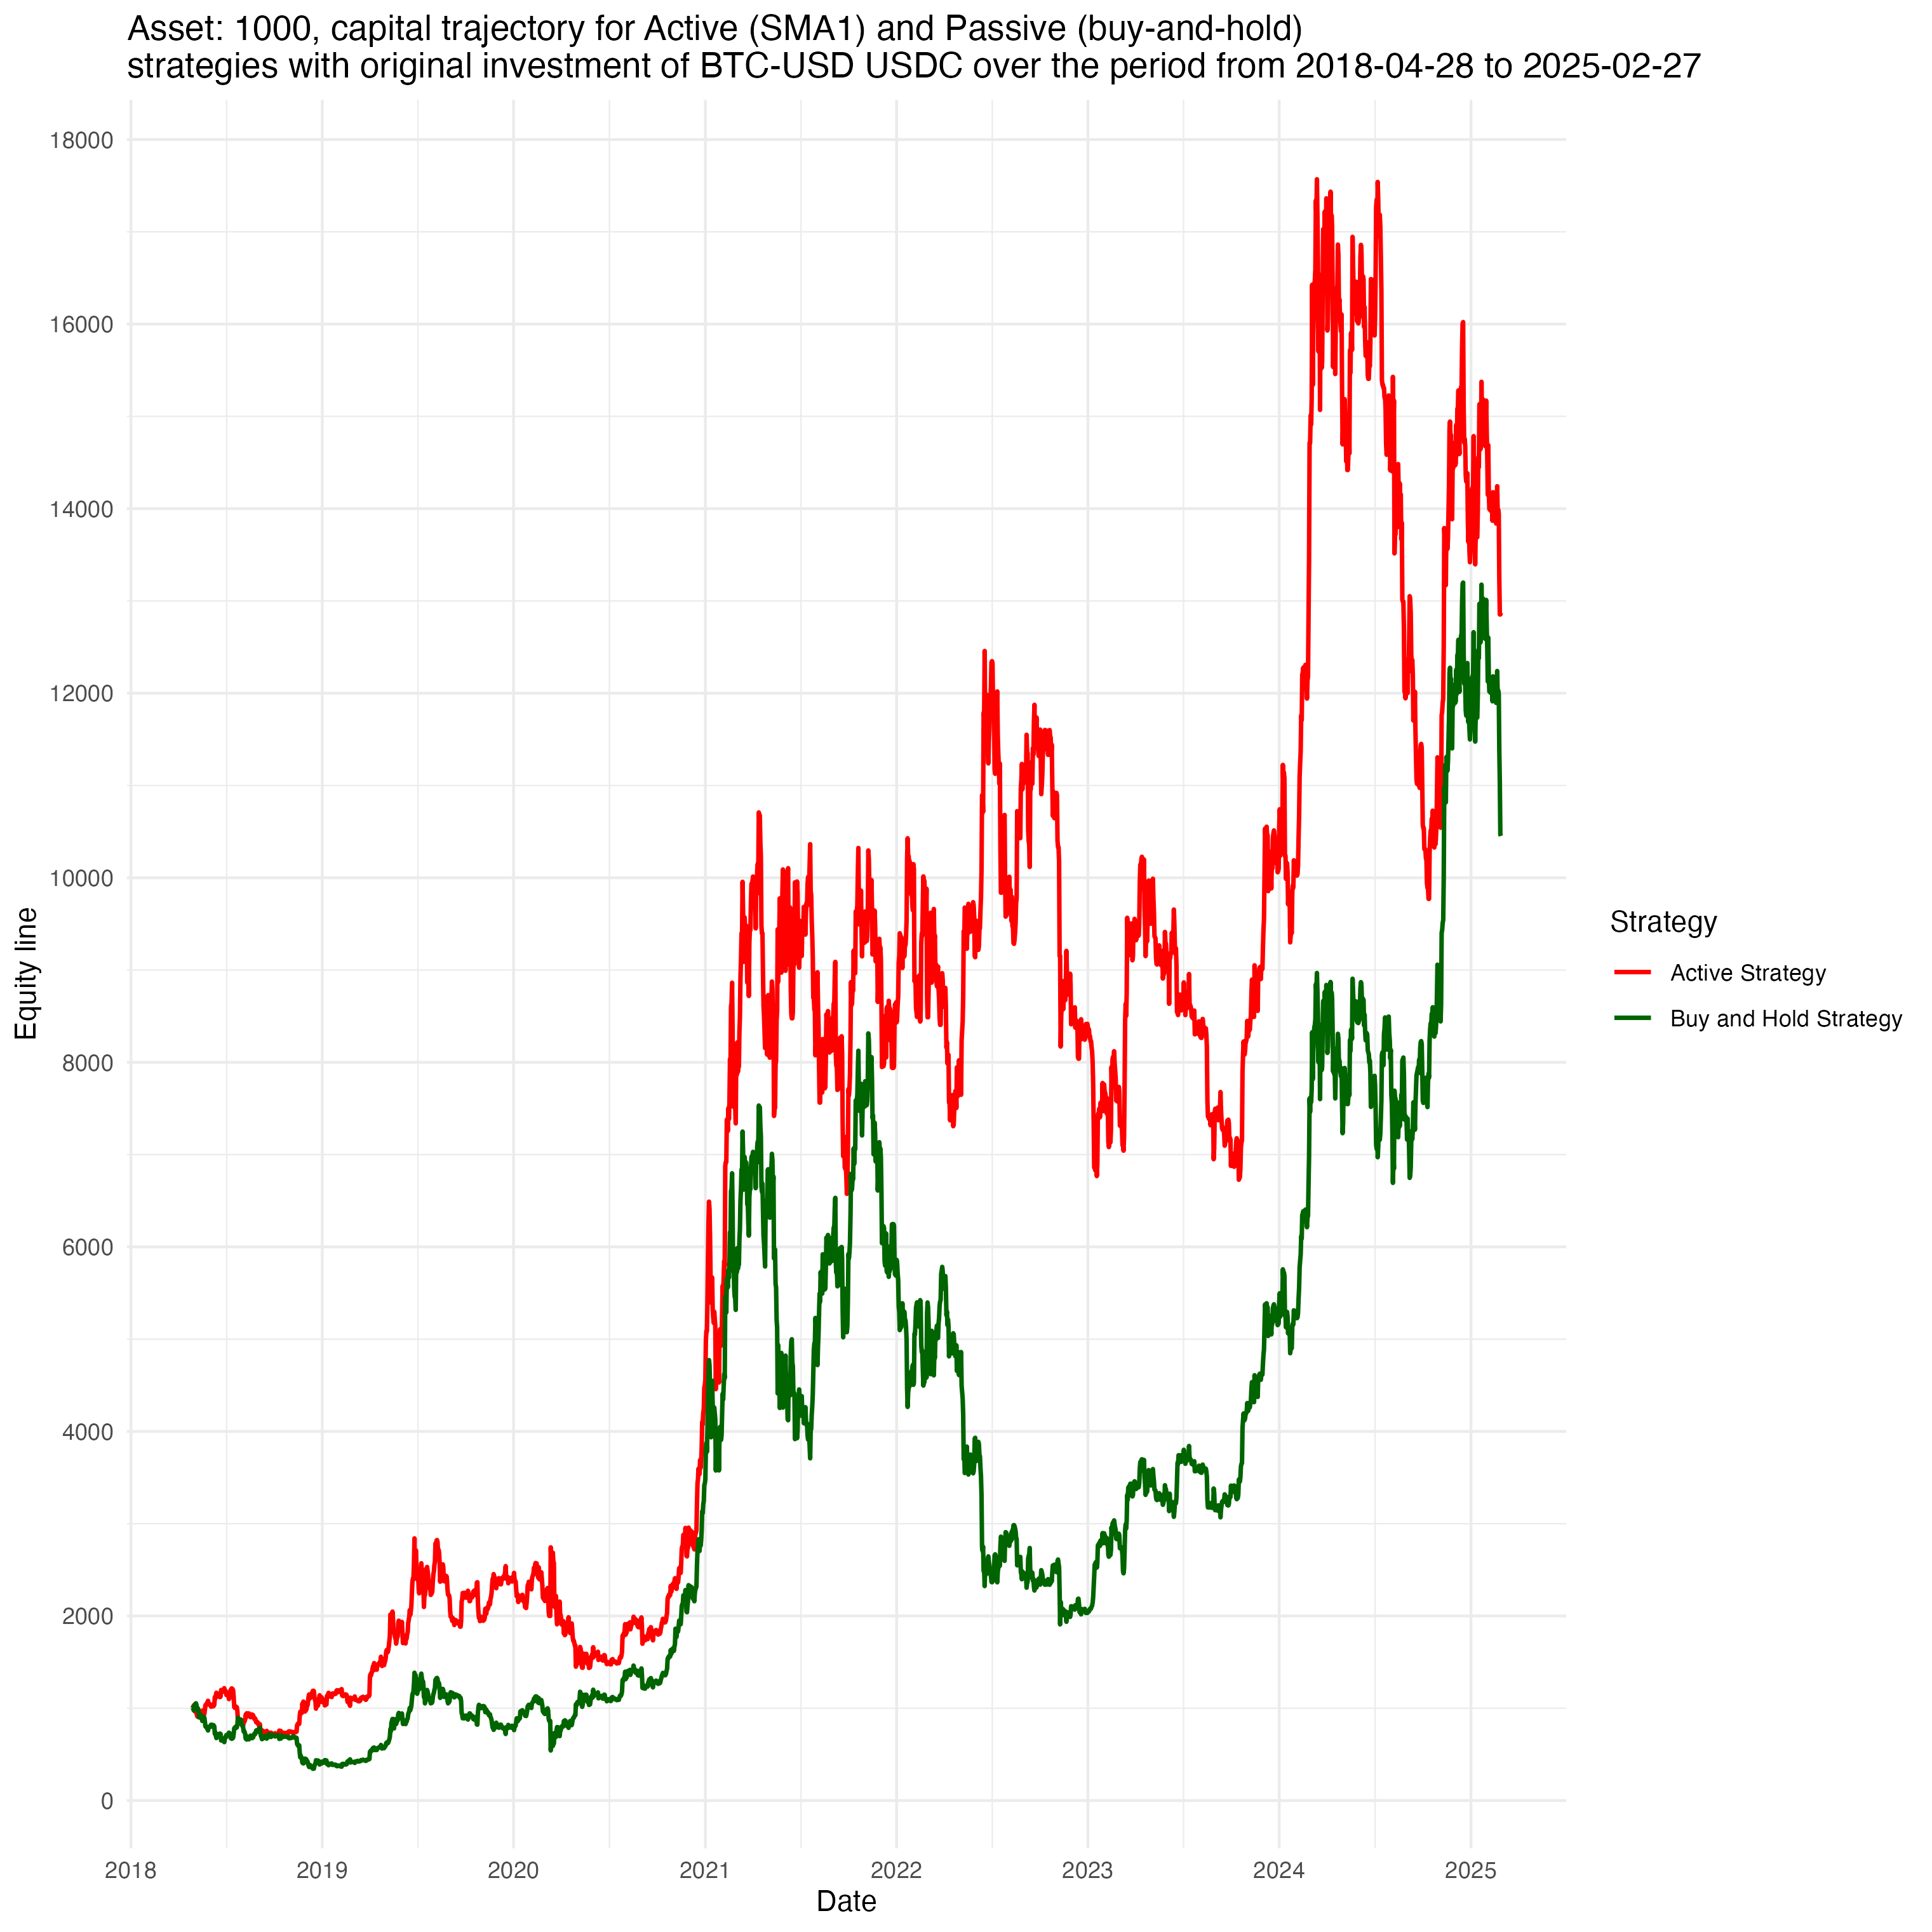 Asset: 1000, capital trajectory for Active (SMA1) and Passive (buy-and-hold)
strategies with original investment of BTC-USD USDC over the period from 2018-04-28 to 2025-02-27
18000
16000
14000
12000
10000
8000
6000
4000
2000
0
Equity line
2018 2019 2020 2021 2022 2023 2024 2025
Date
Strategy
Active Strategy
Buy and Hold Strategy